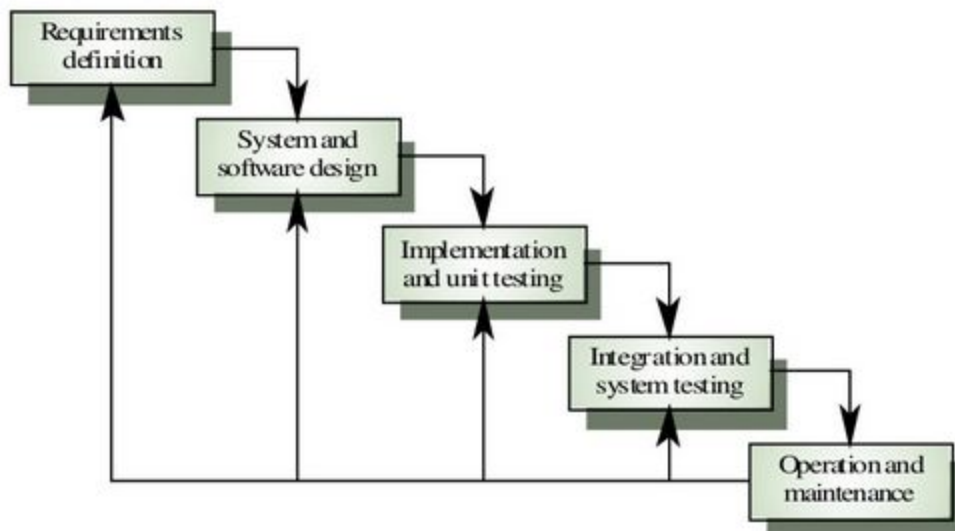 Requirements
definition
System and
software design
Implementation
and unit testing
Integration and
system testing
Operation and
maintenance